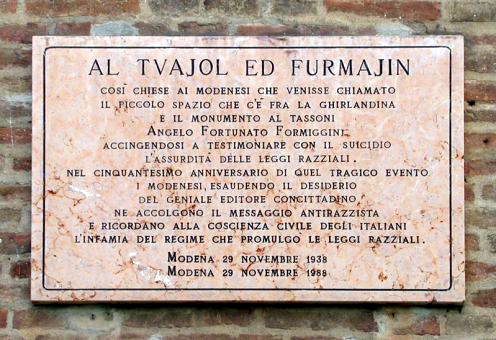 AL TVAJOL ED FURMAJIN
COSÌ CHIESE AI MODENESI CHE VENISSE CHIAMATO
IL PICCOLO SPAZIO CHE C'È FRA LA GHIRLANDINA
E IL MONUMENTO AL TASSONI
ANGELO FORTUNATO FORMIGGINI
ACCINGENDOSI A TESTIMONIARE CON IL SUICIDIO
L'ASSURDITÀ DELLE LEGGI RAZZIALI.
NEL CINQUANTESIMO ANNIVERSARIO DI QUEL TRAGICO EVENTO
I MODENESI, ESAUDENDO IL DESIDERIO
DEL GENIALE EDITORE CONCITTADINO,
NE ACCOLGONO IL MESSAGGIO ANTIRAZZISTA
E RICORDANO ALLA COSCIENZA CIVILE DEGLI ITALIANI
L'INFAMIA DEL REGIME CHE PROMULGÒ LE LEGGI RAZZIALI.
MODENA 29 NOVEMBRE 1938
MODENA 29 NOVEMBRE 1988